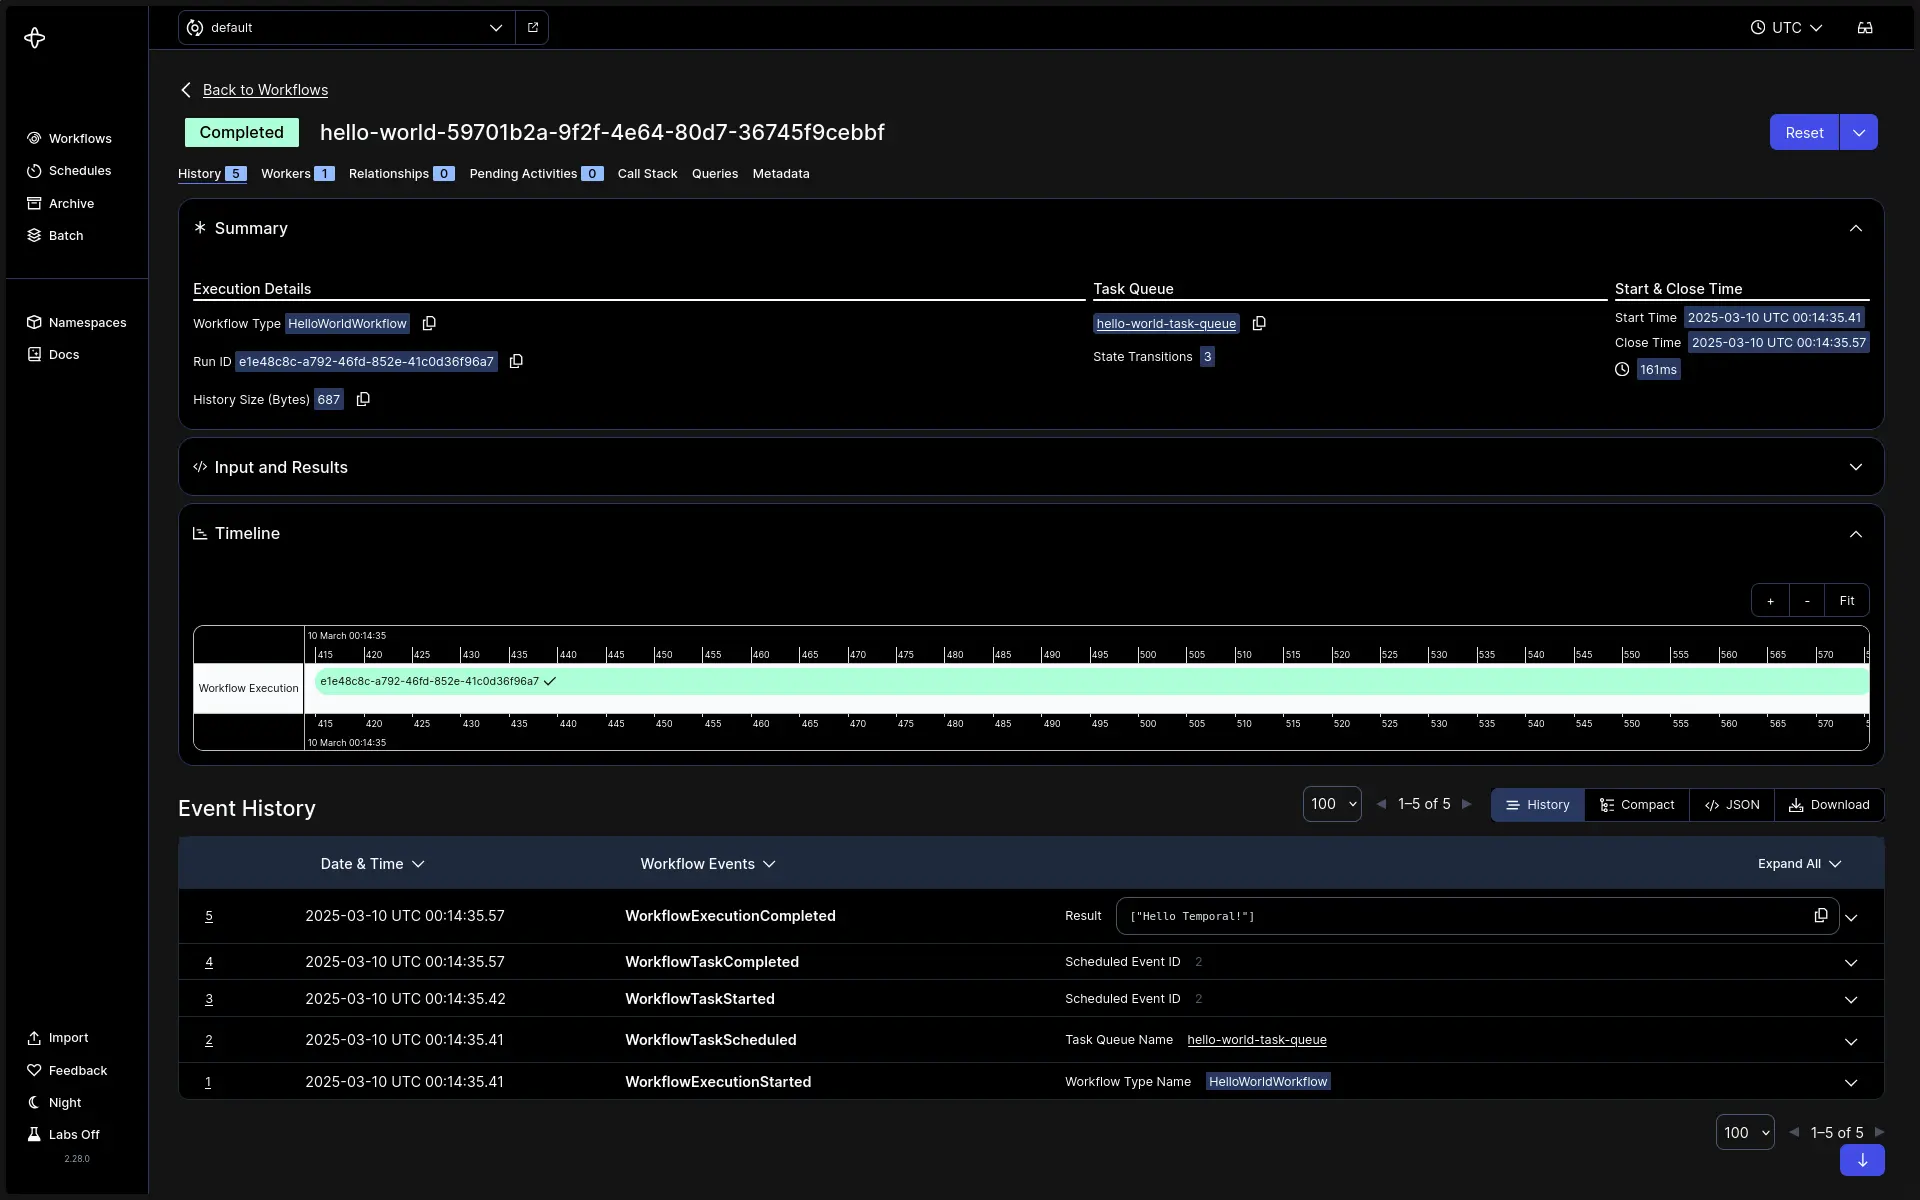 default
UTC
Workflows
Schedules
Archive
Batch
Namespaces
Docs
Import
Feedback
Night
Labs Off
2.28.0
Back to Workflows
Completed hello-world-59701b2a-9f2f-4e64-80d7-36745f9cebbf
Reset
History 5 Workers 1 Relationships 0 Pending Activities 0 Call Stack Queries Metadata
Summary
Execution Details
Workflow Type HelloWorldWorkflow
Run ID e1e48c8c-a792-46fd-852e-41c0d36f96a7
History Size (Bytes) 687
Task Queue
hello-world-task-queue
State Transitions 3
Start & Close Time
Start Time 2025-03-10 UTC 00:14:35.41
Close Time 2025-03-10 UTC 00:14:35.57
161ms
Input and Results
Timeline
+ - Fit
10 March 00:14:35
415 420 425 430 435 440 445 450 455 460 465 470 475 480 485 490 495 500 505 510 515 520 525 530 535 540 545 550 555 560 565 570
Workflow Execution e1e48c8c-a792-46fd-852e-41c0d36f96a7
415 420 425 430 435 440 445 450 455 460 465 470 475 480 485 490 495 500 505 510 515 520 525 530 535 540 545 550 555 560 565 570
10 March 00:14:35
Event History
100 1–5 of 5 History Compact JSON Download
Date & Time Workflow Events Expand All
5 2025-03-10 UTC 00:14:35.57 WorkflowExecutionCompleted Result ["Hello Temporal!"]
4 2025-03-10 UTC 00:14:35.57 WorkflowTaskCompleted Scheduled Event ID 2
3 2025-03-10 UTC 00:14:35.42 WorkflowTaskStarted Scheduled Event ID 2
2 2025-03-10 UTC 00:14:35.41 WorkflowTaskScheduled Task Queue Name hello-world-task-queue
1 2025-03-10 UTC 00:14:35.41 WorkflowExecutionStarted Workflow Type Name HelloWorldWorkflow
100 1–5 of 5